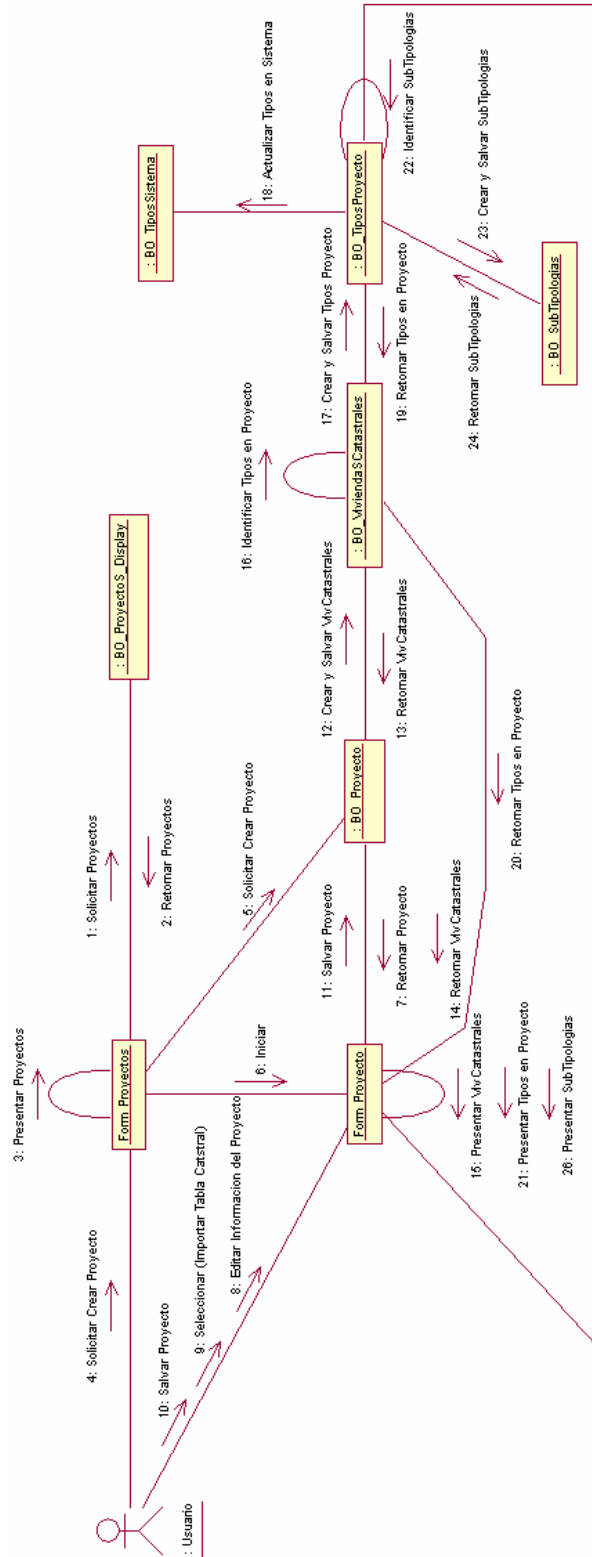 3: Presentar Proyectos
4: Solicitar Crear Proyecto
1: Solicitar Proyectos
: Usuario
Form_Proyectos
: BO_ProyectoS_Display
: BO_TiposSistema
2: Retornar Proyectos
10: Salvar Proyecto
9: Seleccionar (Importar Tabla Catstral)
8: Editar Informacion del Proyecto
6: Iniciar
5: Solicitar Crear Proyecto
16: Identificar Tipos en Proyecto
18: Actualizar Tipos en Sistema
11: Salvar Proyecto
12: Crear y Salvar VivCatastrales
17: Crear y Salvar Tipos Proyecto
Form_Proyecto
: BO_Proyecto
: BO_ViviendaSCatastrales
: BO_TiposProyecto
7: Retornar Proyecto
13: Retornar VivCatastrales
19: Retornar Tipos en Proyecto
22: Identificar SubTipologias
14: Retornar VivCatastrales
15: Presentar VivCatastrales
24: Retornar SubTipologias
23: Crear y Salvar SubTipologias
20: Retornar Tipos en Proyecto
21: Presentar Tipos en Proyecto
26: Presentar SubTipologias
: BO_SubTipologias